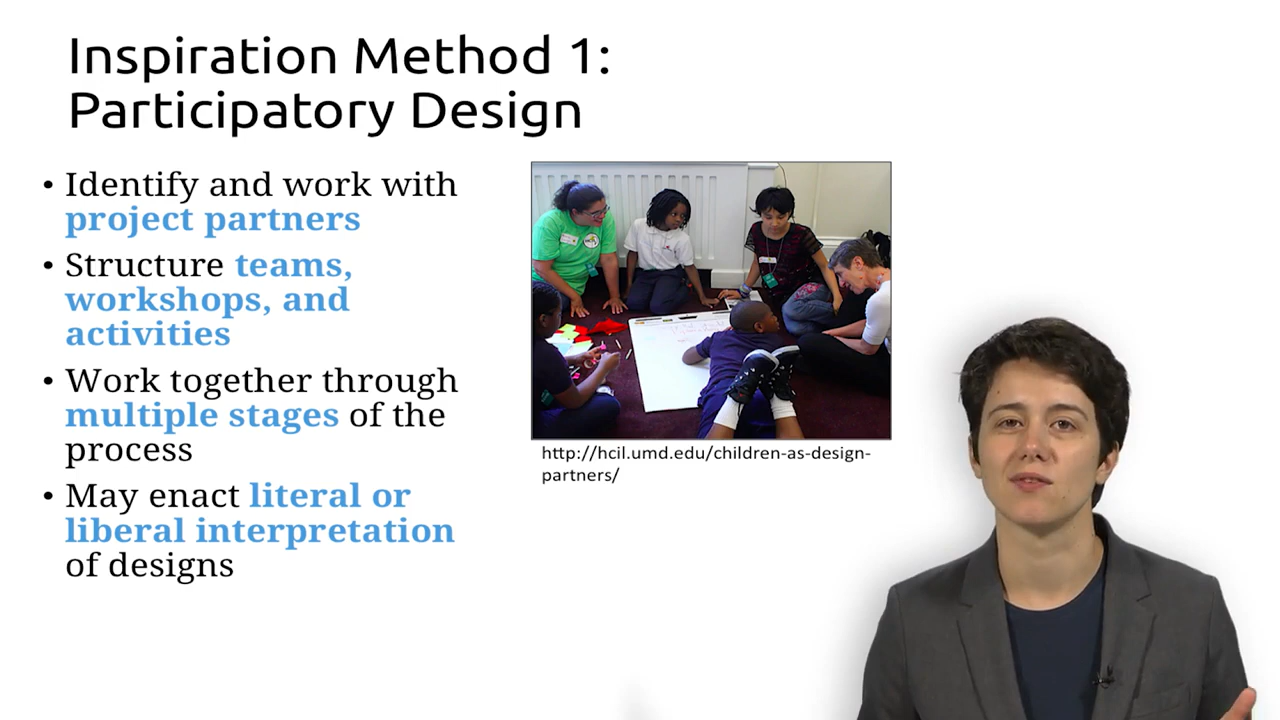 Inspiration Method 1:
Participatory Design
• Identify and work with
project partners
• Structure teams,
workshops, and
activities
• Work together through
multiple stages of the
process
• May enact literal or
liberal interpretation
of designs
http://hcil.umd.edu/children-as-design-
partners/